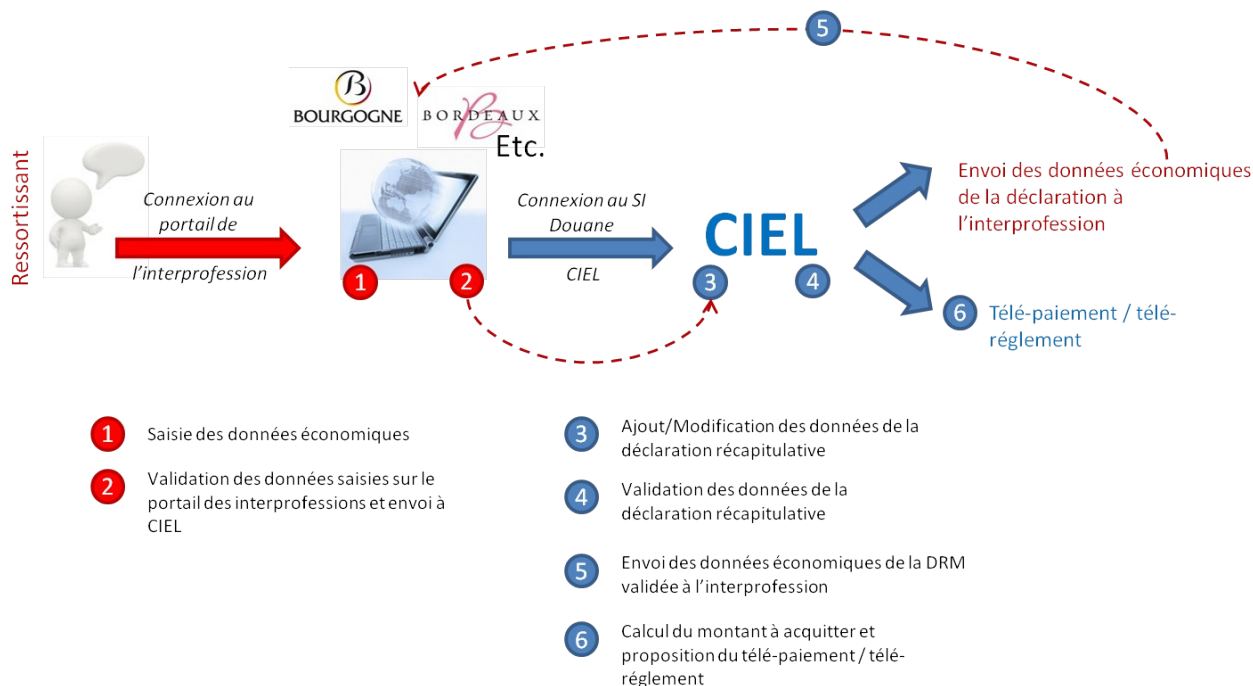 5
B
BOURGOGNE
BORDEAUX
Etc.
Ressortissant
Connexion au
portail de
l’interprofession
1
2
Connexion au SI
Douane
CIEL
CIEL
3
4
Envoi des données économiques
de la déclaration à
l’interprofession
6
Télé-paiement / télé-
réglement
1 Saisie des données économiques
2 Validation des données saisies sur le
portail des interprofessions et envoi à
CIEL
3 Ajout/Modification des données de la
déclaration récapitulative
4 Validation des données de la
déclaration récapitulative
5 Envoi des données économiques de la DRM
validée à l’interprofession
6 Calcul du montant à acquitter et
proposition du télé-paiement / télé-
réglement